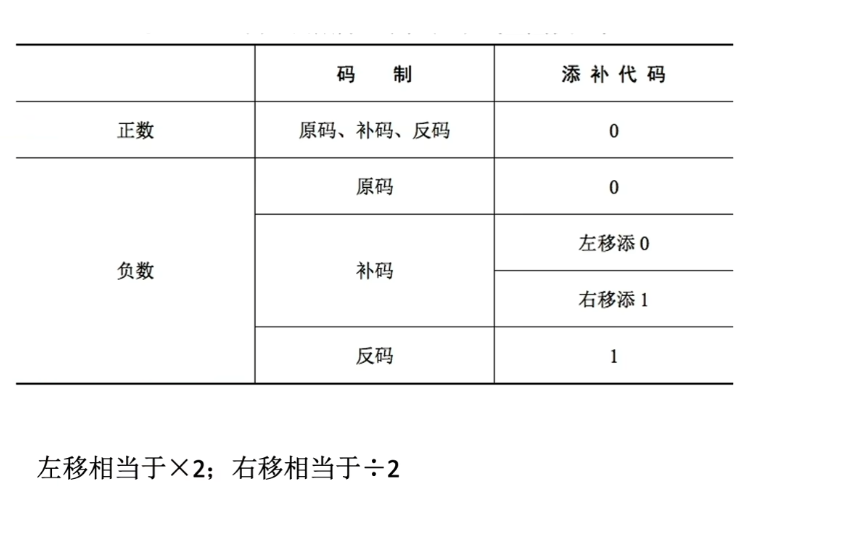 码 制 添补代码
正数 原码、补码、反码 0
负数 原码 0
补码 左移添 0
右移添 1
反码 1
左移相当于×2；右移相当于÷2